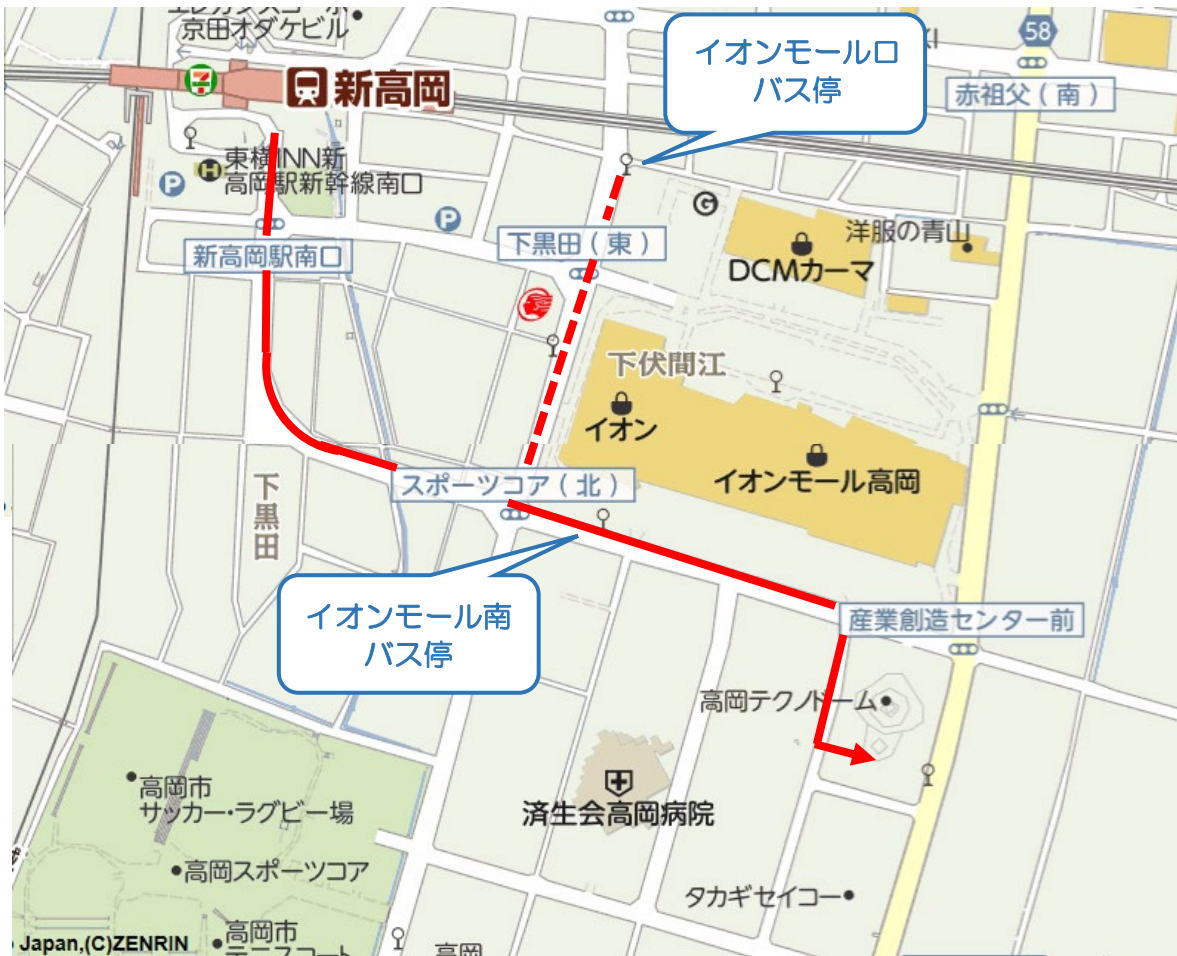 京田オダケビル
新高岡
58
赤祖父(南)
イオンモール口
バス停
東横INN新
高岡駅新幹線南口
H
P
P
G
新高岡駅南口
下黒田(東)
洋服の青山
DCMカーマ
下伏間江
イオン
イオンモール高岡
スポーツコア(北)
下黒田
イオンモール南
バス停
産業創造センター前
高岡テクノドーム
高岡市
サッカー・ラグビー場
済生会高岡病院
高岡スポーツコア
タカギセイコー
Japan,(C)ZENRIN
高岡市
高岡